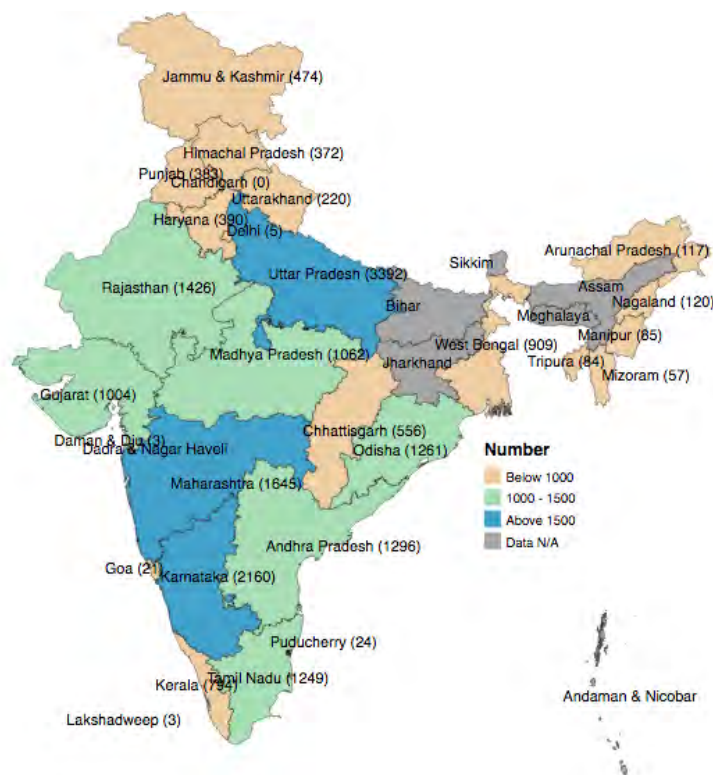 Jammu & Kashmir (474)
Himachal Pradesh (372)
Punjab (383)
Chandigarh (0)
Uttarakhand (220)
Haryana (390)
Delhi (5)
Arunachal Pradesh (117)
Sikkim
Uttar Pradesh (3392)
Assam
Rajasthan (1426)
Nagaland (120)
Bihar
Meghalaya
Manipur (85)
West Bengal (909)
Madhya Pradesh (1062)
Jharkhand
Tripura (84)
Mizoram (57)
Gujarat (1004)
Chhattisgarh (556)
Daman & Diu (3)
Dadra & Nagar Haveli
Odisha (1261)
Number
Below 1000
1000 - 1500
Above 1500
Data N/A
Maharashtra (1645)
Andhra Pradesh (1296)
Goa (21)
Karnataka (2160)
Puducherry (24)
Tamil Nadu (1249)
Kerala (794)
Andaman & Nicobar
Lakshadweep (3)